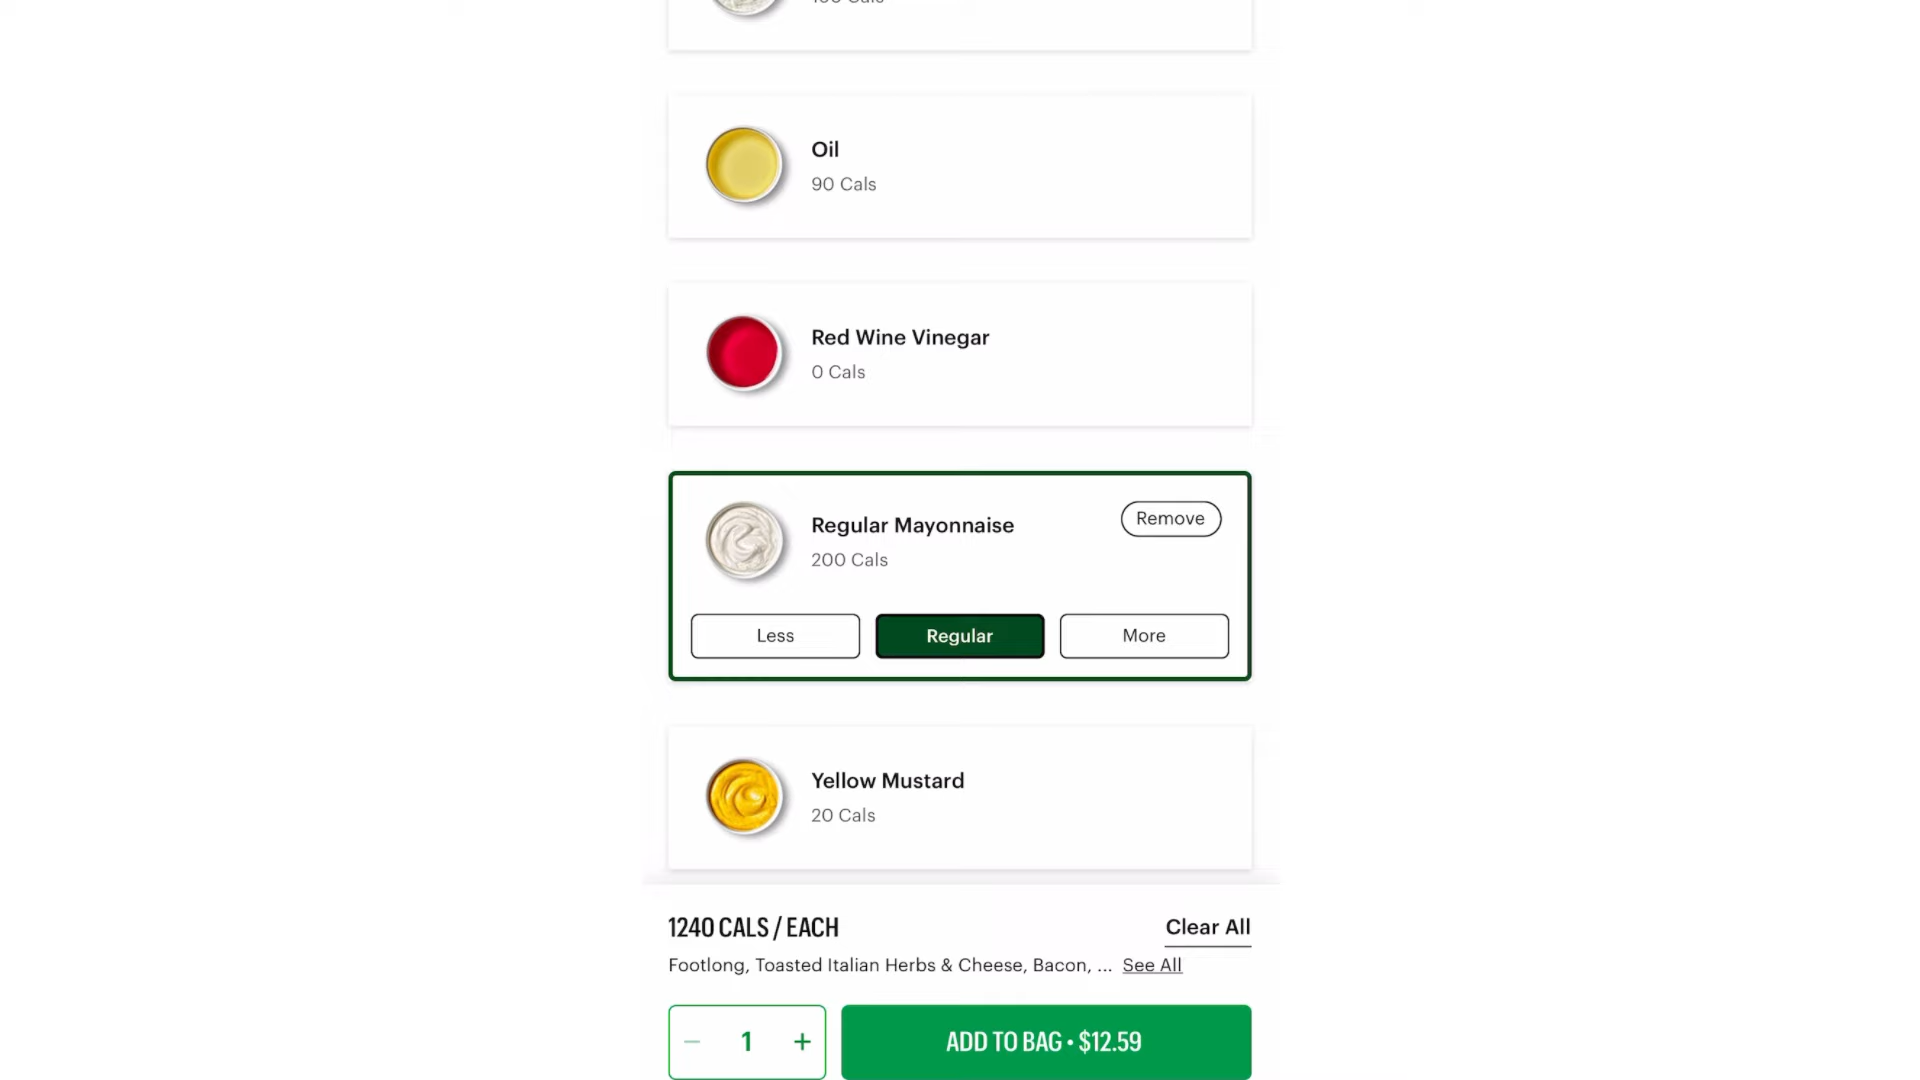 Oil
90 Cals
Red Wine Vinegar
0 Cals
Regular Mayonnaise
Remove
200 Cals
Less
Regular
More
Yellow Mustard
20 Cals
1240 CALS / EACH
Clear All
Footlong, Toasted Italian Herbs & Cheese, Bacon, ... See All
− 1 +
ADD TO BAG • $12.59